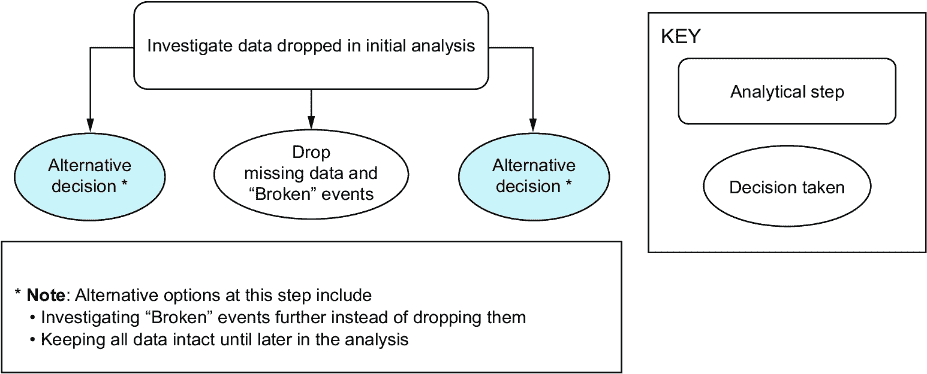 Investigate data dropped in initial analysis
Alternative
decision *
Drop
missing data and
“Broken” events
Alternative
decision *
KEY
Analytical step
Decision taken
* Note: Alternative options at this step include
• Investigating “Broken” events further instead of dropping them
• Keeping all data intact until later in the analysis